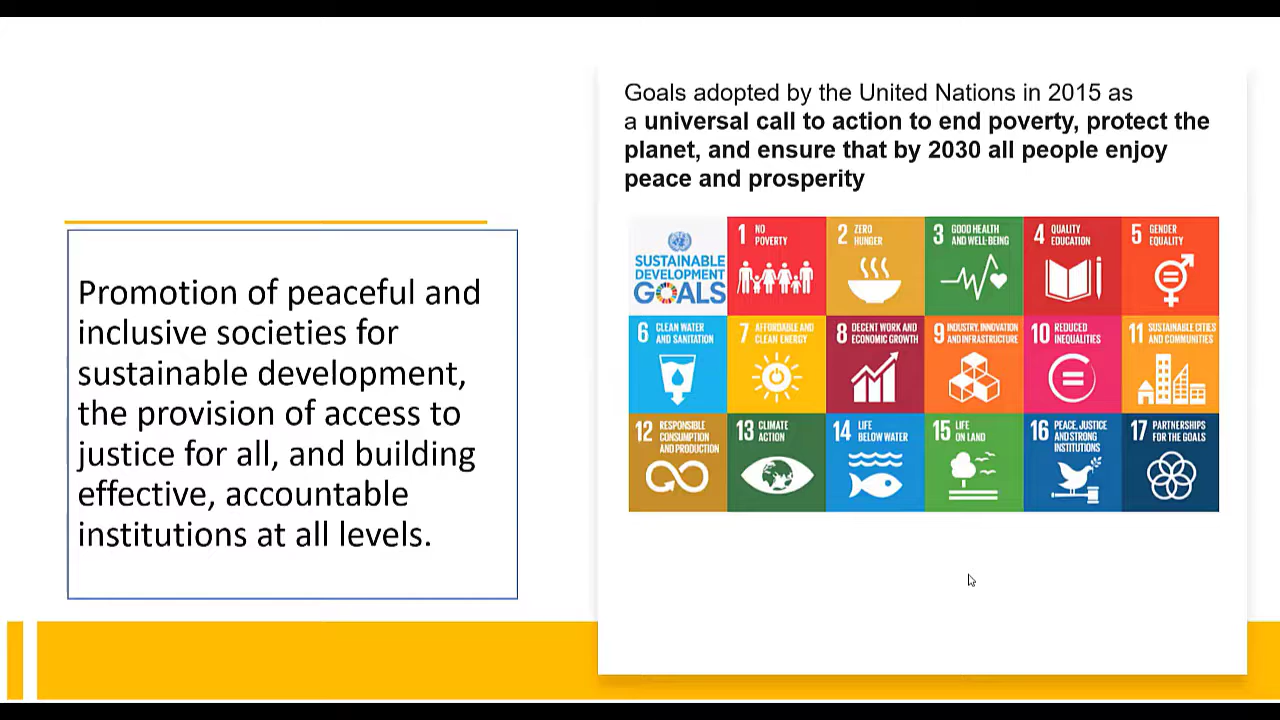 Promotion of peaceful and
inclusive societies for
sustainable development,
the provision of access to
justice for all, and building
effective, accountable
institutions at all levels.
Goals adopted by the United Nations in 2015 as
a universal call to action to end poverty, protect the
planet, and ensure that by 2030 all people enjoy
peace and prosperity
SUSTAINABLE
DEVELOPMENT
GOALS
1 NO
POVERTY
2 ZERO
HUNGER
3 GOOD HEALTH
AND WELL-BEING
4 QUALITY
EDUCATION
5 GENDER
EQUALITY
6 CLEAN WATER
AND SANITATION
7 AFFORDABLE AND
CLEAN ENERGY
8 DECENT WORK AND
ECONOMIC GROWTH
9 INDUSTRY, INNOVATION
AND INFRASTRUCTURE
10 REDUCED
INEQUALITIES
11 SUSTAINABLE CITIES
AND COMMUNITIES
12 RESPONSIBLE
CONSUMPTION
AND PRODUCTION
13 CLIMATE
ACTION
14 LIFE
BELOW WATER
15 LIFE
ON LAND
16 PEACE, JUSTICE
AND STRONG
INSTITUTIONS
17 PARTNERSHIPS
FOR THE GOALS